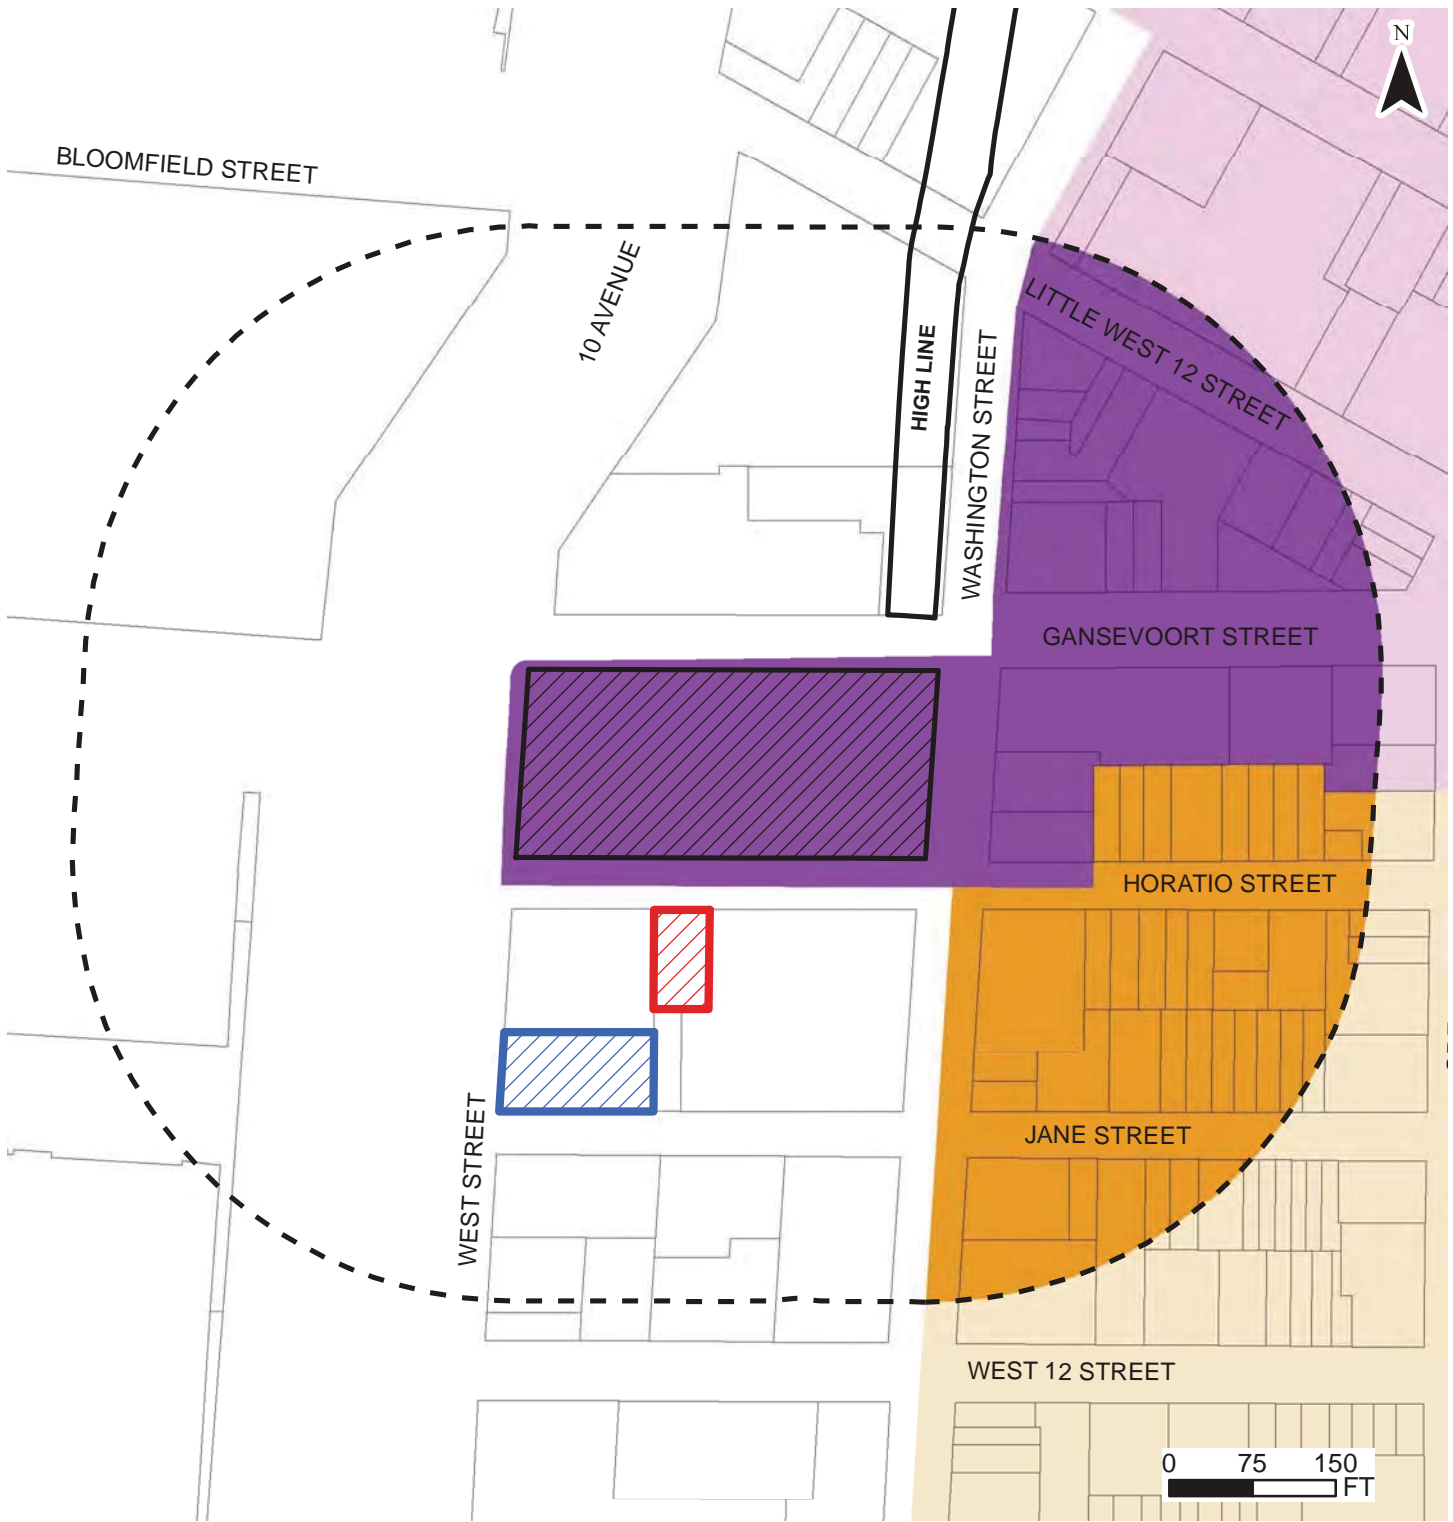 N
BLOOMFIELD STREET
10 AVENUE
HIGH LINE
WASHINGTON STREET
LITTLE WEST 12 STREET
GANSEVOORT STREET
HORATIO STREET
JANE STREET
WEST STREET
WEST 12 STREET
0 75 150
FT